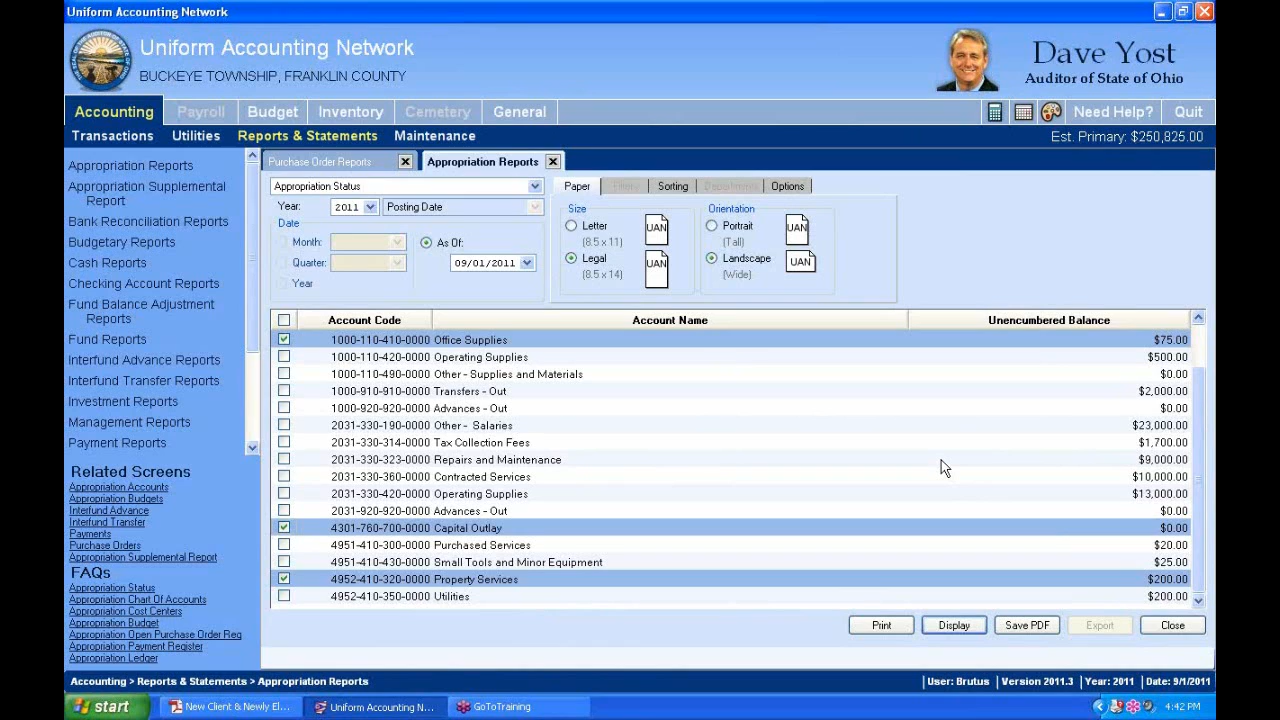 Uniform Accounting Network
Uniform Accounting Network
BUCKEYE TOWNSHIP, FRANKLIN COUNTY
Dave Yost
Auditor of State of Ohio
Accounting Payroll Budget Inventory Cemetery General Need Help? Quit
Transactions Utilities Reports & Statements Maintenance Est. Primary: $250,825.00
Appropriation Reports
Appropriation Supplemental
Report
Bank Reconciliation Reports
Budgetary Reports
Cash Reports
Checking Account Reports
Fund Balance Adjustment
Reports
Fund Reports
Interfund Advance Reports
Interfund Transfer Reports
Investment Reports
Management Reports
Payment Reports
Related Screens
Appropriation Accounts
Appropriation Budgets
Interfund Advance
Interfund Transfer
Payments
Purchase Orders
Appropriation Supplemental Report
FAQs
Appropriation Status
Appropriation Chart Of Accounts
Appropriation Cost Centers
Appropriation Budget
Appropriation Open Purchase Order Reg
Appropriation Payment Register
Appropriation Ledger
Purchase Order Reports Appropriation Reports
Appropriation Status
Year: 2011 Posting Date
Date
Month: As Of:
Quarter: 09/01/2011
Year
Paper Filters Sorting Departments Options
Size Orientation
Letter UAN Portrait UAN
(8.5 x 11) (Tall)
Legal UAN Landscape UAN
(8.5 x 14) (Wide)
Account Code Account Name Unencumbered Balance
1000-110-410-0000 Office Supplies $75.00
1000-110-420-0000 Operating Supplies $500.00
1000-110-490-0000 Other - Supplies and Materials $0.00
1000-910-910-0000 Transfers - Out $2,000.00
1000-920-920-0000 Advances - Out $0.00
2031-330-190-0000 Other - Salaries $23,000.00
2031-330-314-0000 Tax Collection Fees $1,700.00
2031-330-323-0000 Repairs and Maintenance $9,000.00
2031-330-360-0000 Contracted Services $10,000.00
2031-330-420-0000 Operating Supplies $13,000.00
2031-920-920-0000 Advances - Out $0.00
4301-760-700-0000 Capital Outlay $0.00
4951-410-300-0000 Purchased Services $20.00
4951-410-430-0000 Small Tools and Minor Equipment $25.00
4952-410-320-0000 Property Services $200.00
4952-410-350-0000 Utilities $200.00
Print Display Save PDF Export Close
Accounting > Reports & Statements > Appropriation Reports User: Brutus Version 2011.3 Year: 2011 Date: 9/1/2011
start New Client & Newly El... Uniform Accounting N... GoToTraining 4:42 PM